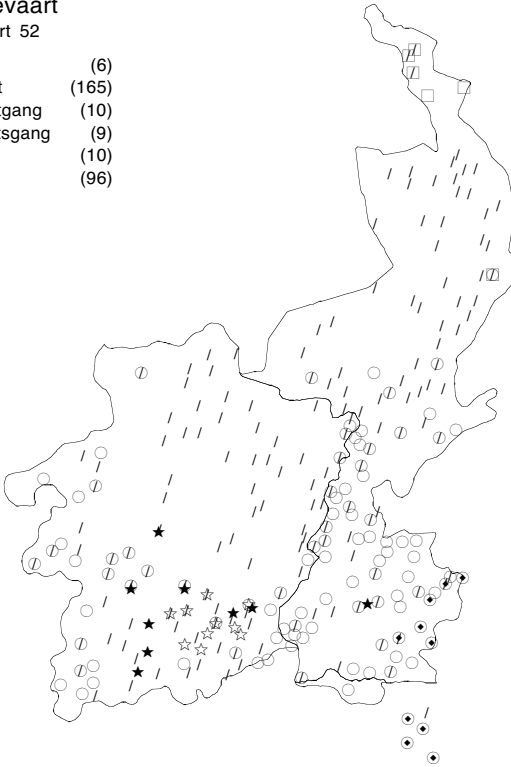 evaart
rt 52
(6)
t (165)
tgang (10)
tsgang (9)
(10)
(96)